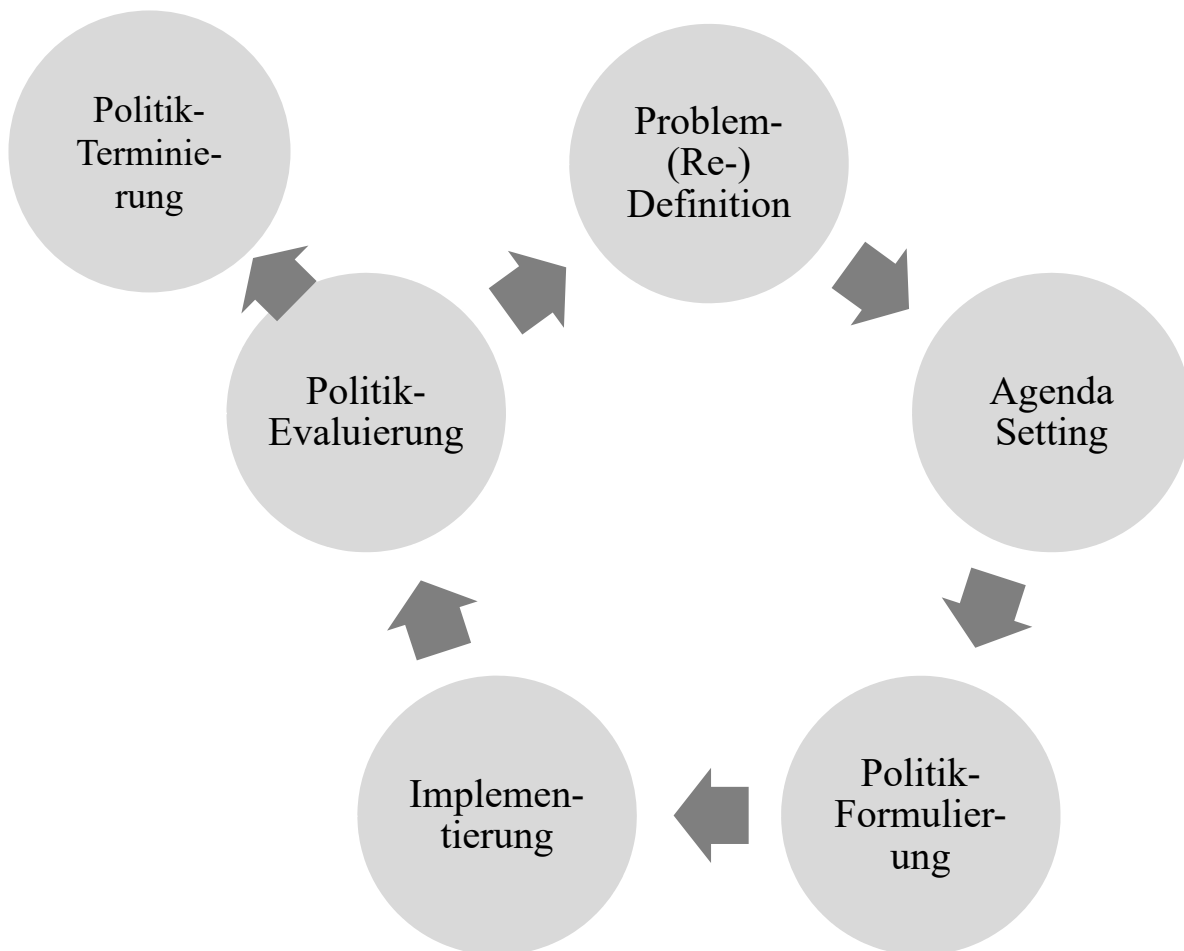 Politik-
Terminie-
rung
Problem-
(Re-)
Definition
Agenda
Setting
Politik-
Formulier-
ung
Implemen-
tierung
Politik-
Evaluierung